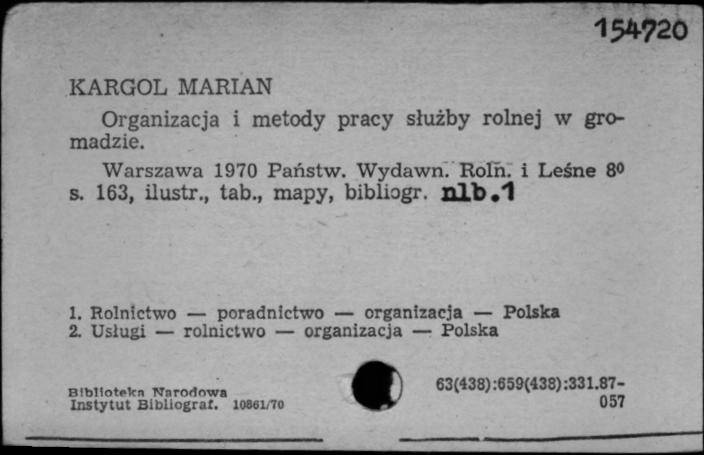 154720
KARGOL MARIAN
Organizacja i metody pracy służby rolnej w gro-
madzie.
Warszawa 1970 Państw. Wydawn. Roln. i Leśne 8⁰
s. 163, ilustr., tab., mapy, bibliogr. nlb.1
1. Rolnictwo — poradnictwo — organizacja — Polska
2. Usługi — rolnictwo — organizacja — Polska
Biblioteka Narodowa
Instytut Bibliograf. 10861/70
63(438):659(438):331.87-
057